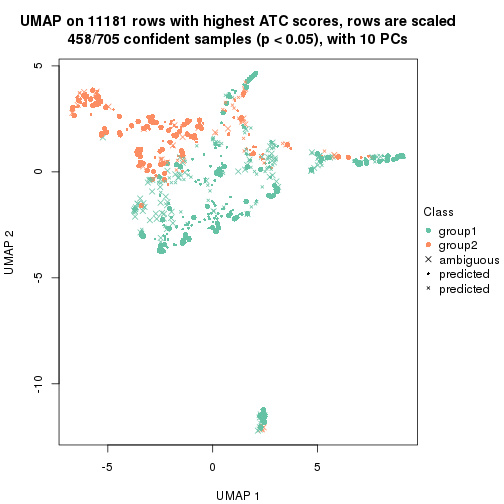 UMAP on 11181 rows with highest ATC scores, rows are scaled
458/705 confident samples (p < 0.05), with 10 PCs
5
0
-5
-10
UMAP 2
-5
0
5
UMAP 1
Class
group1
group2
ambiguous
predicted
predicted